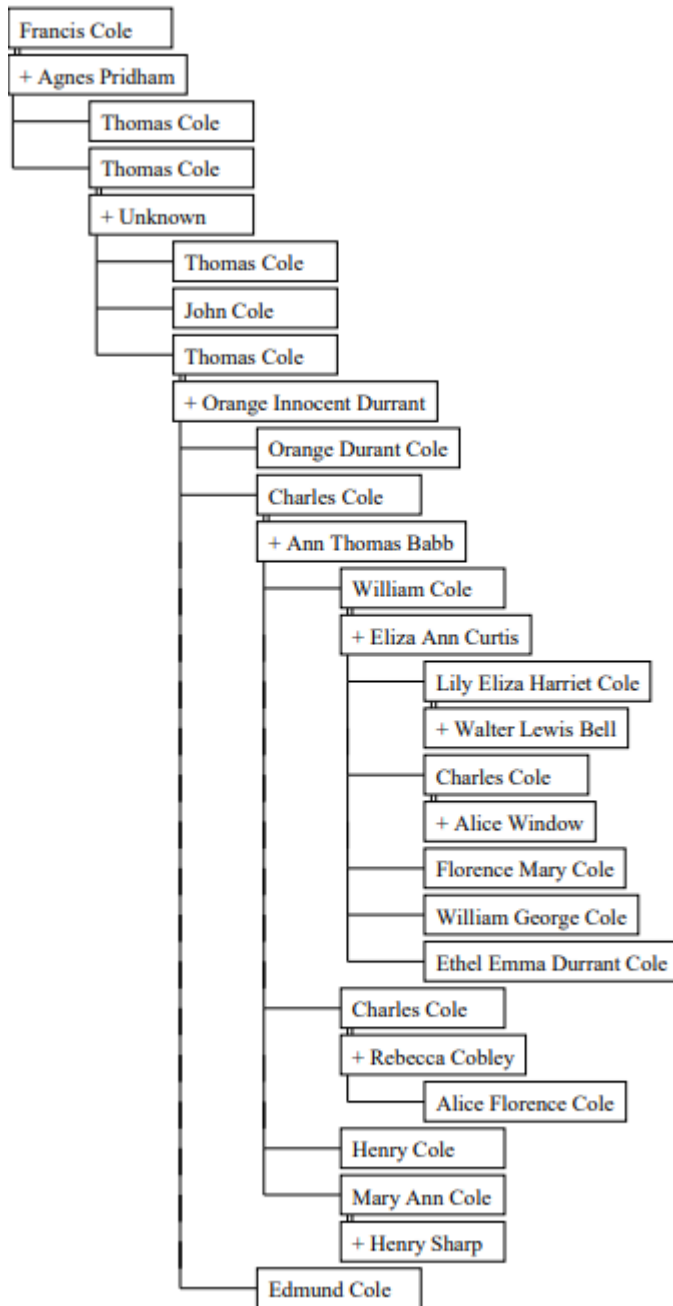 Francis Cole
+ Agnes Pridham
Thomas Cole
Thomas Cole
+ Unknown
Thomas Cole
John Cole
Thomas Cole
+ Orange Innocent Durrant
Orange Durant Cole
Charles Cole
+ Ann Thomas Babb
William Cole
+ Eliza Ann Curtis
Lily Eliza Harriet Cole
+ Walter Lewis Bell
Charles Cole
+ Alice Window
Florence Mary Cole
William George Cole
Ethel Emma Durrant Cole
Charles Cole
+ Rebecca Cobley
Alice Florence Cole
Henry Cole
Mary Ann Cole
+ Henry Sharp
Edmund Cole